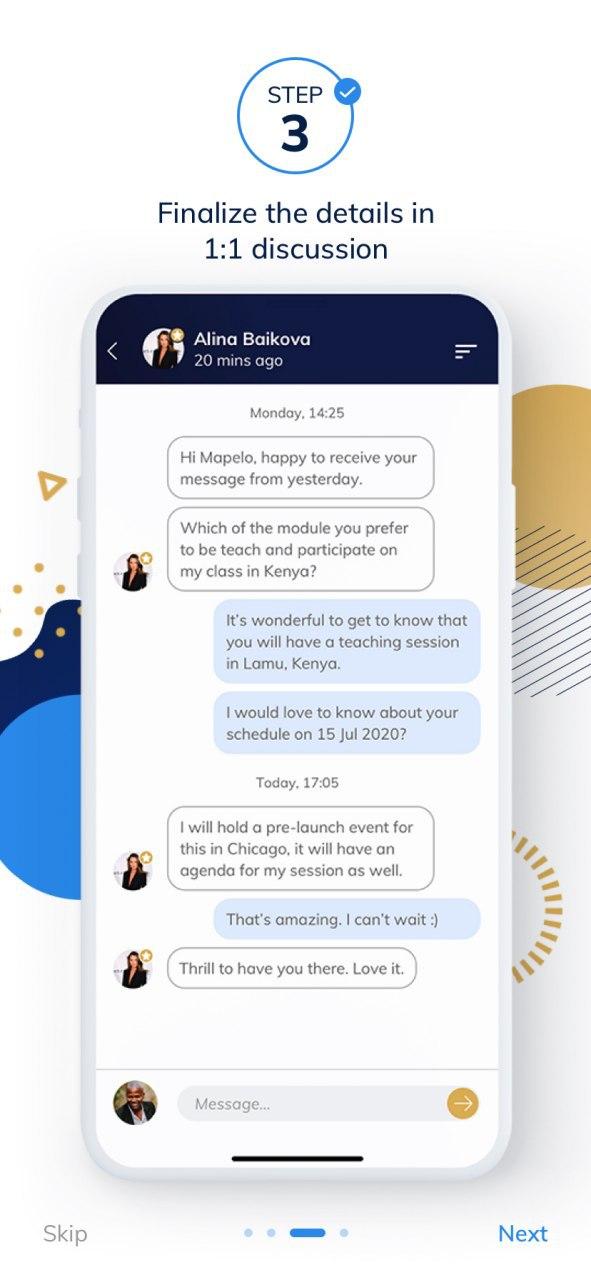 STEP
3
Finalize the details in
1:1 discussion
Alina Baikova
20 mins ago
Monday, 14:25
Hi Mapelo, happy to receive your
message from yesterday.
Which of the module you prefer
to be teach and participate on
my class in Kenya?
It's wonderful to get to know that
you will have a teaching session
in Lamu, Kenya.
I would love to know about your
schedule on 15 Jul 2020?
Today, 17:05
I will hold a pre-launch event for
this in Chicago, it will have an
agenda for my session as well.
That's amazing. I can't wait :)
Thrill to have you there. Love it.
Message...
Skip
Next